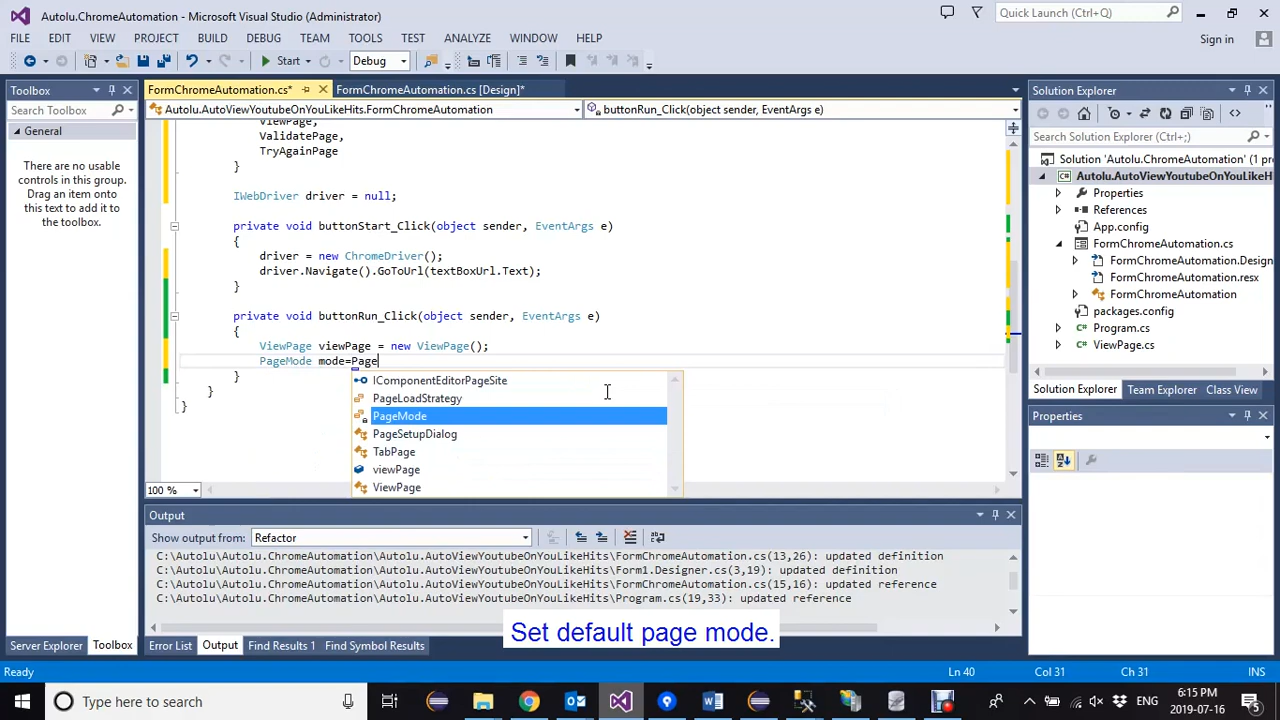 Autolu.ChromeAutomation - Microsoft Visual Studio (Administrator)
Quick Launch (Ctrl+Q)
FILE EDIT VIEW PROJECT BUILD DEBUG TEAM TOOLS TEST ANALYZE WINDOW HELP
Sign in
Start Debug
Toolbox
Search Toolbox
General
There are no usable
controls in this group.
Drag an item onto
this text to add it to
the toolbox.
FormChromeAutomation.cs*
FormChromeAutomation.cs [Design]*
Autolu.AutoViewYoutubeOnYouLikeHits.FormChromeAutomation
buttonRun_Click(object sender, EventArgs e)
ViewPage,
ValidatePage,
TryAgainPage
}
IWebDriver driver = null;
private void buttonStart_Click(object sender, EventArgs e)
{
driver = new ChromeDriver();
driver.Navigate().GoToUrl(textBoxUrl.Text);
}
private void buttonRun_Click(object sender, EventArgs e)
{
ViewPage viewPage = new ViewPage();
PageMode mode=Page
}
}
}
IComponentEditorPageSite
PageLoadStrategy
PageMode
PageSetupDialog
TabPage
viewPage
ViewPage
100 %
Output
Show output from: Refactor
C:\Autolu\Autolu.ChromeAutomation\Autolu.AutoViewYoutubeOnYouLikeHits\FormChromeAutomation.cs(13,26): updated definition
C:\Autolu\Autolu.ChromeAutomation\Autolu.AutoViewYoutubeOnYouLikeHits\Form1.Designer.cs(3,19): updated definition
C:\Autolu\Autolu.ChromeAutomation\Autolu.AutoViewYoutubeOnYouLikeHits\FormChromeAutomation.cs(15,16): updated reference
C:\Autolu\Autolu.ChromeAutomation\Autolu.AutoViewYoutubeOnYouLikeHits\Program.cs(19,33): updated reference
Set default page mode.
Server Explorer Toolbox
Error List Output Find Results 1 Find Symbol Results
Solution Explorer
Search Solution Explorer (Ctrl+;)
Solution 'Autolu.ChromeAutomation' (1 proj
Autolu.AutoViewYoutubeOnYouLikeH
Properties
References
App.config
FormChromeAutomation.cs
FormChromeAutomation.Design
FormChromeAutomation.resx
FormChromeAutomation
packages.config
Program.cs
ViewPage.cs
Solution Explorer Team Explorer Class View
Properties
Ready
Ln 40
Col 31
Ch 31
INS
Type here to search
ENG
6:15 PM
2019-07-16